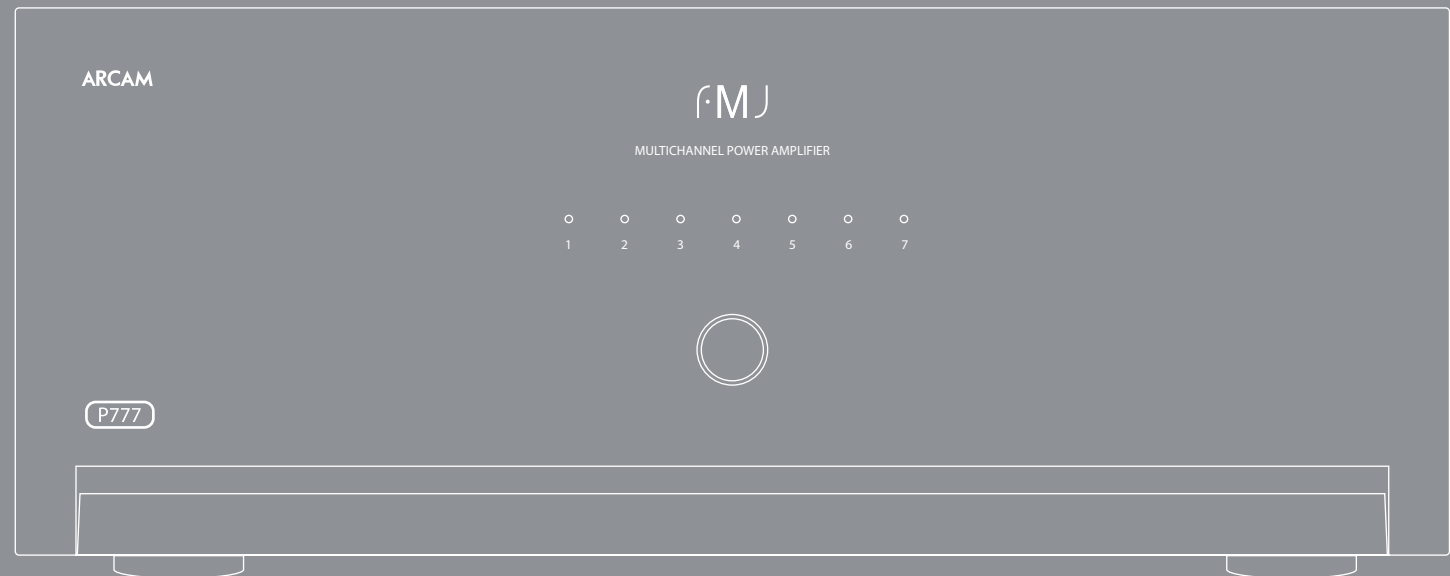 ARCAM
FMJ
MULTICHANNEL POWER AMPLIFIER
1 2 3 4 5 6 7
P777